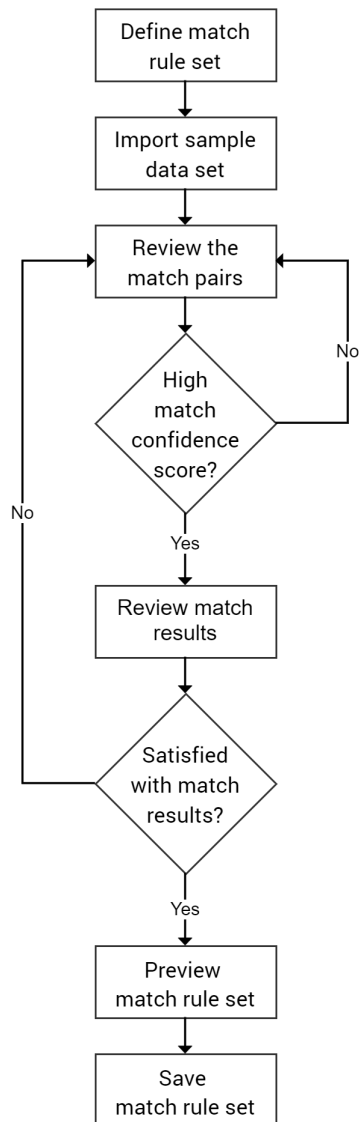 Define match
rule set
Import sample
data set
Review the
match pairs
No
High
match
confidence
score?
No
Yes
Review match
results
Satisfied
with match
results?
Yes
Preview
match rule set
Save
match rule set